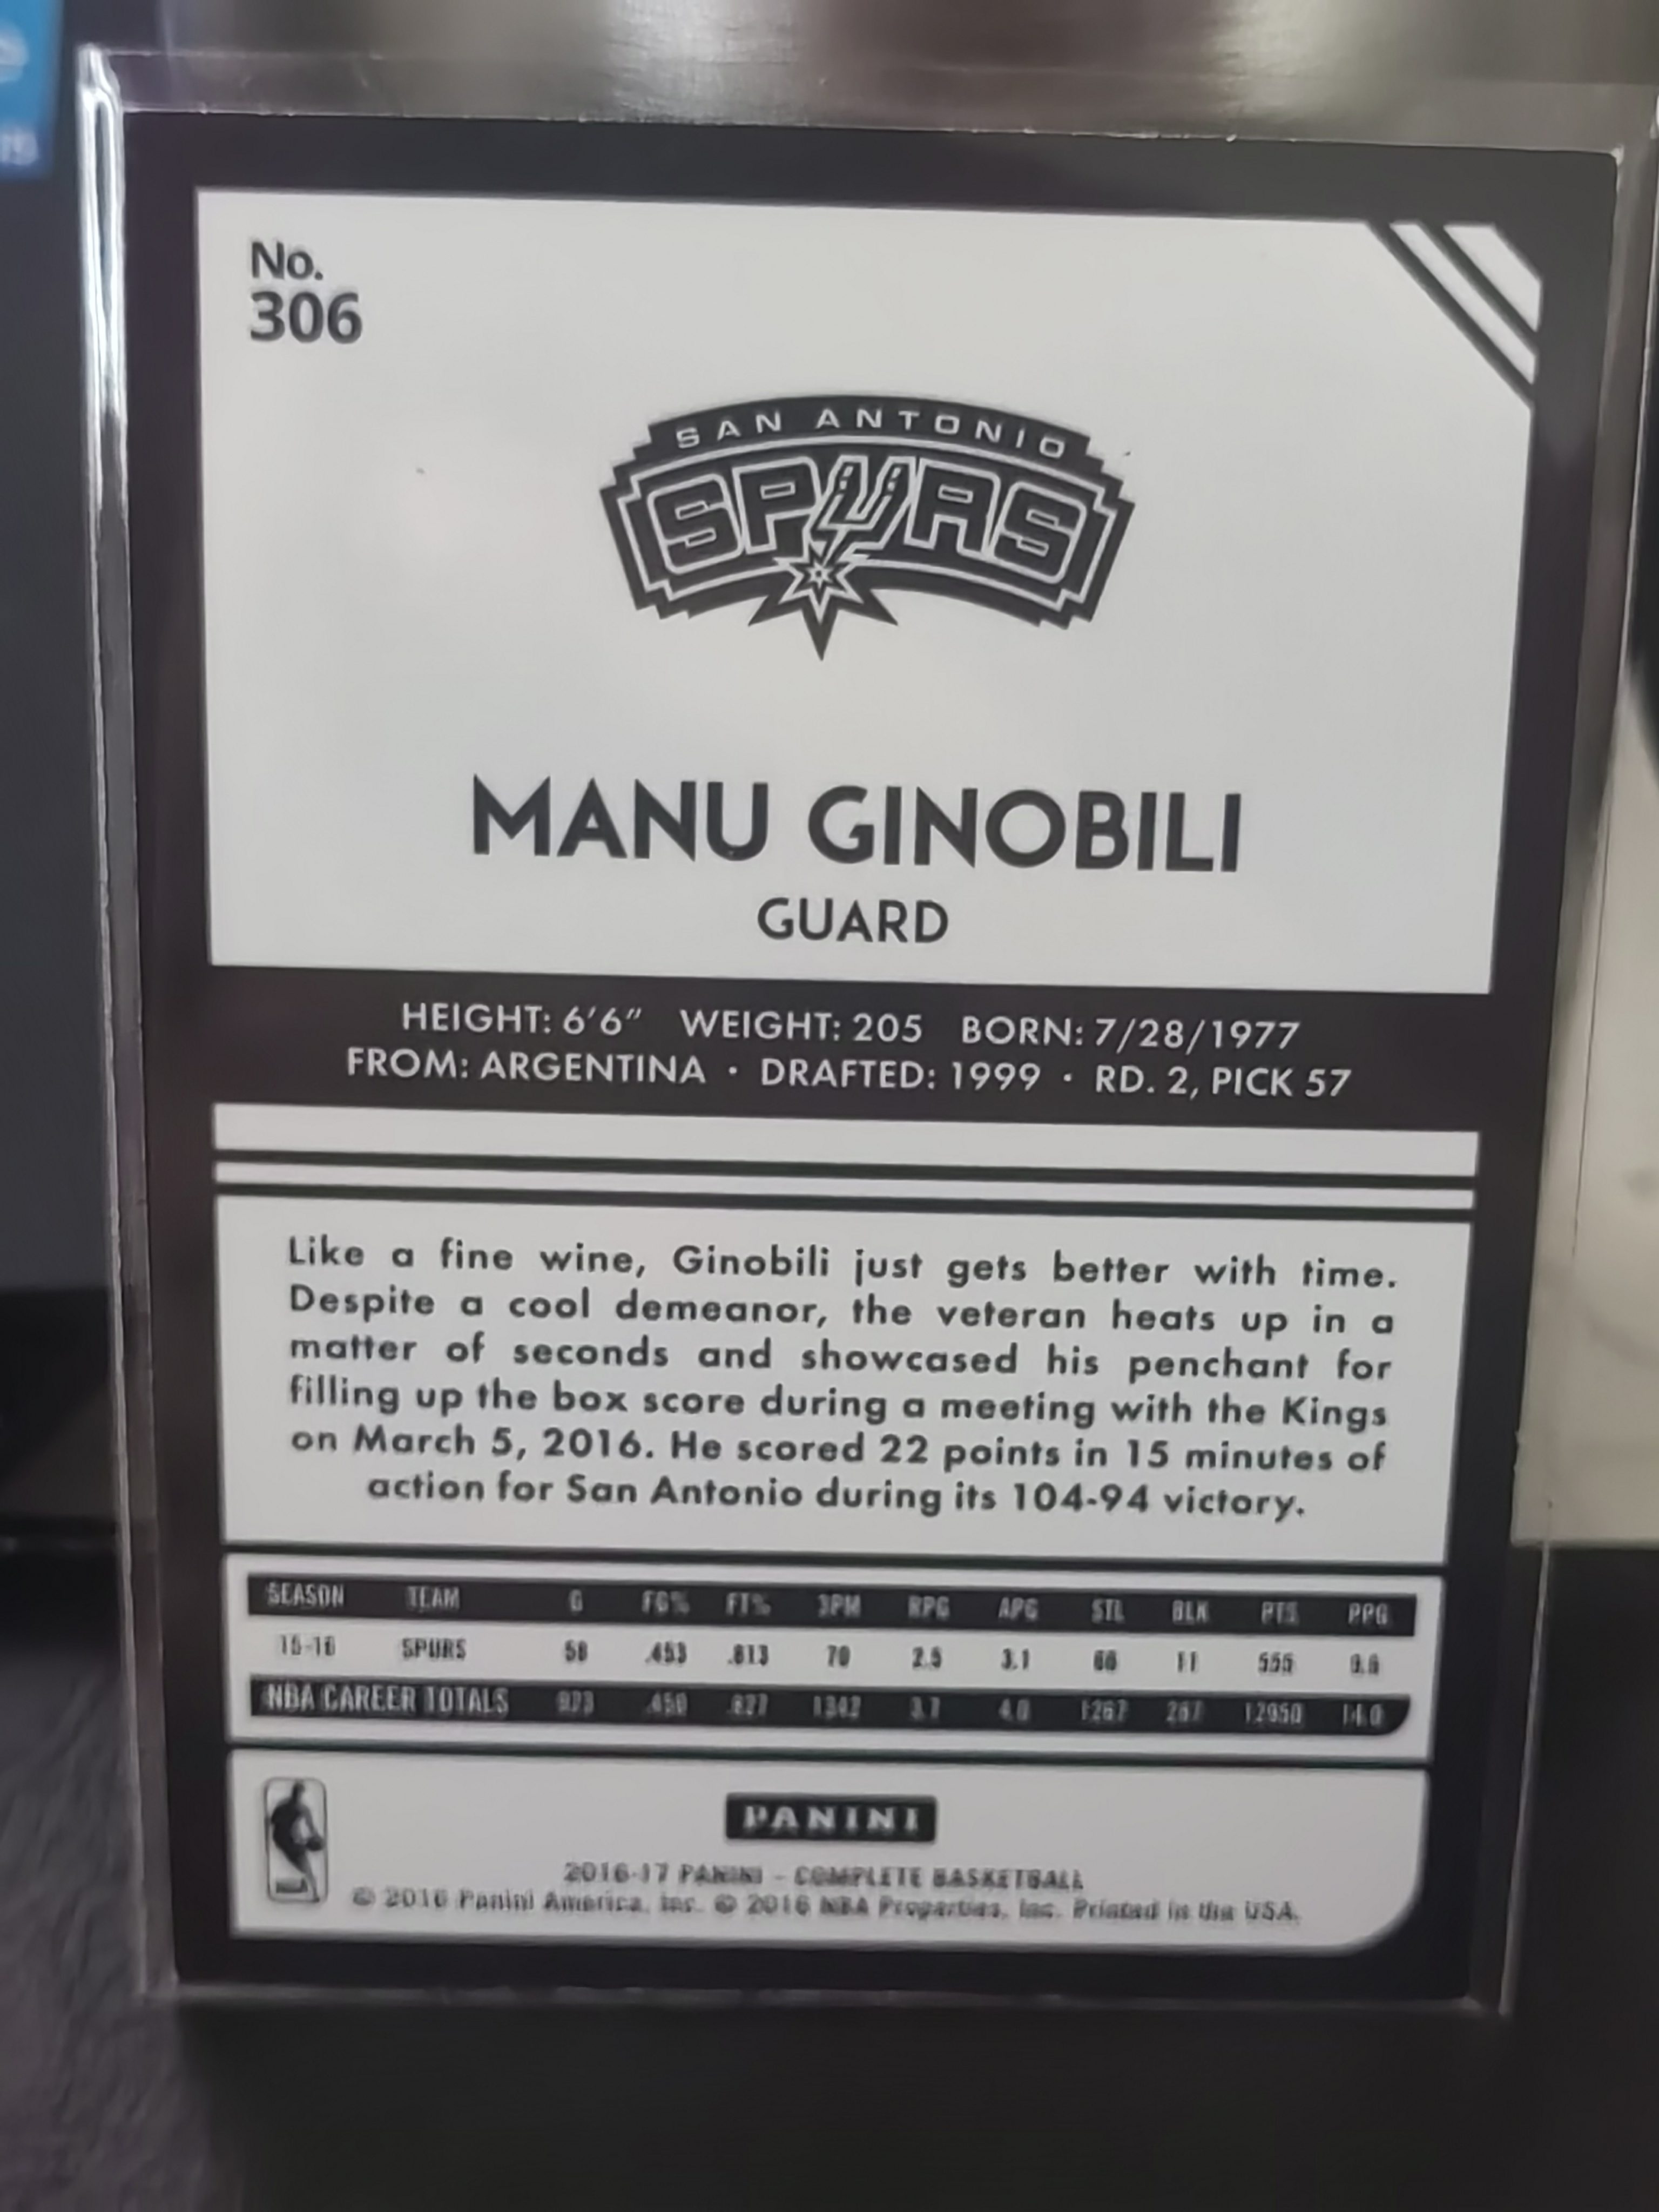 No.
306
SAN ANTONIO
SPURS
MANU GINOBILI
GUARD
HEIGHT: 6'6" WEIGHT: 205 BORN: 7/28/1977
FROM: ARGENTINA • DRAFTED: 1999 • RD. 2, PICK 57
Like a fine wine, Ginobili just gets better with time.
Despite a cool demeanor, the veteran heats up in a
matter of seconds and showcased his penchant for
filling up the box score during a meeting with the Kings
on March 5, 2016. He scored 22 points in 15 minutes of
action for San Antonio during its 104-94 victory.
SEASON TEAM G FG% FT% 3PM RPG APG STL BLK PTS PPG
15-16 SPURS 58 .453 .813 70 2.5 3.1 11 555
NBA CAREER TOTALS .827 1342 3.7 4.0 1267 12950 14.0
PANINI
2016-17 PANINI - COMPLETE BASKETBALL
© 2016 Panini America, Inc. © 2016 NBA Properties, Inc. Printed in the USA.